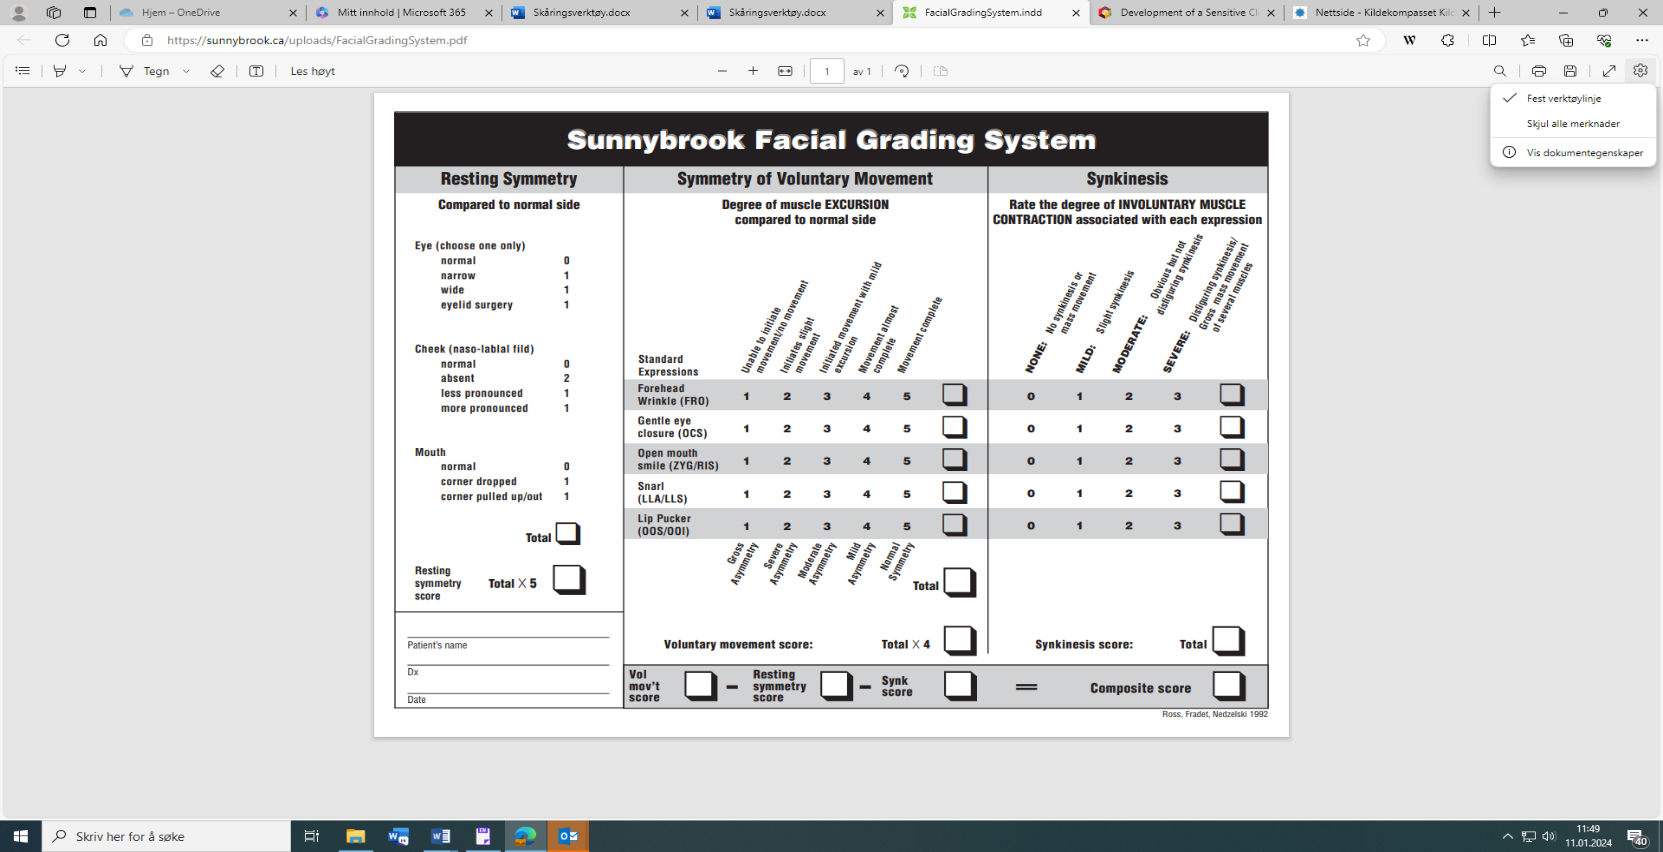 Hjem – OneDrive
Mitt innhold | Microsoft 365
Skåringsverktøy.docx
Skåringsverktøy.docx
FacialGradingSystem.indd
Development of a Sensitive Cl
Nettside - Kildekompasset Kil
https://sunnybrook.ca/uploads/FacialGradingSystem.pdf
W
Tegn
Les høyt
1 av 1
Fest verktøylinje
Skjul alle merknader
Vis dokumentegenskaper
Sunnybrook Facial Grading System
Resting Symmetry
Compared to normal side
Eye (choose one only)
normal 0
narrow 1
wide 1
eyelid surgery 1
Cheek (naso-lablal fild)
normal 0
absent 2
less pronounced 1
more pronounced 1
Mouth
normal 0
corner dropped 1
corner pulled up/out 1
Total
Resting
symmetry
score
Total X 5
Patient's name
Dx
Date
Symmetry of Voluntary Movement
Degree of muscle EXCURSION
compared to normal side
Standard
Expressions
Unable to initiate
movement/no movement
Initiates slight
movement
Initiated movement with mild
excursion
Movement almost
complete
Movement complete
Forehead
Wrinkle (FRO) 1 2 3 4 5
Gentle eye
closure (OCS) 1 2 3 4 5
Open mouth
smile (ZYG/RIS) 1 2 3 4 5
Snarl
(LLA/LLS) 1 2 3 4 5
Lip Pucker
(OOS/OOI) 1 2 3 4 5
Gross
Asymmetry
Severe
Asymmetry
Moderate
Asymmetry
Mild
Asymmetry
Normal
Symmetry
Total
Voluntary movement score: Total X 4
Synkinesis
Rate the degree of INVOLUNTARY MUSCLE
CONTRACTION associated with each expression
NONE: No synkinesis or
mass movement
MILD: Slight synkinesis
MODERATE: Obvious but not
disfiguring synkinesis
SEVERE: Disfiguring synkinesis/
Gross mass movement
of several muscles
0 1 2 3
0 1 2 3
0 1 2 3
0 1 2 3
0 1 2 3
Synkinesis score: Total
Vol
mov't
score
–
Resting
symmetry
score
–
Synk
score
=
Composite score
Ross, Fradet, Nedzelski 1992
Skriv her for å søke
11:49
11.01.2024
40